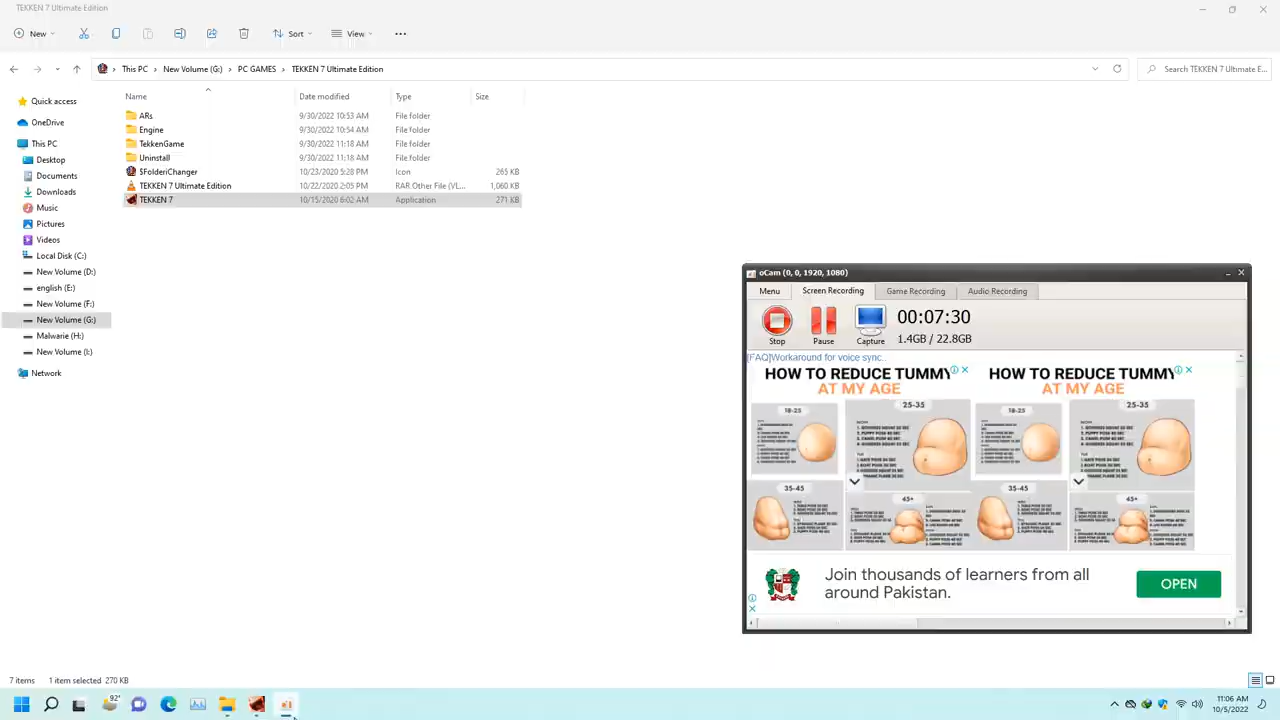 TEKKEN 7 Ultimate Edition
New
Sort
View
This PC > New Volume (G:) > PC GAMES > TEKKEN 7 Ultimate Edition
Search TEKKEN 7 Ultimate E...
Name Date modified Type Size
ARs 9/30/2022 10:53 AM File folder
Engine 9/30/2022 10:54 AM File folder
TekkenGame 9/30/2022 11:18 AM File folder
Uninstall 9/30/2022 11:18 AM File folder
$FolderiChanger 10/23/2020 5:28 PM Icon 265 KB
TEKKEN 7 Ultimate Edition 10/22/2020 2:05 PM RAR Other File (VL... 1,060 KB
TEKKEN 7 10/15/2020 6:02 AM Application 271 KB
Quick access
OneDrive
This PC
Desktop
Documents
Downloads
Music
Pictures
Videos
Local Disk (C:)
New Volume (D:)
english (E:)
New Volume (F:)
New Volume (G:)
Malwarie (H:)
New Volume (I:)
Network
oCam (0, 0, 1920, 1080)
Menu Screen Recording Game Recording Audio Recording
Stop Pause Capture
00:07:30
1.4GB / 22.8GB
[FAQ]Workaround for voice sync..
HOW TO REDUCE TUMMY
AT MY AGE
18-25 25-35
35-45 45+
HOW TO REDUCE TUMMY
AT MY AGE
18-25 25-35
35-45 45+
Join thousands of learners from all
around Pakistan.
OPEN
7 items 1 item selected 270 KB
92°
11:06 AM
10/5/2022